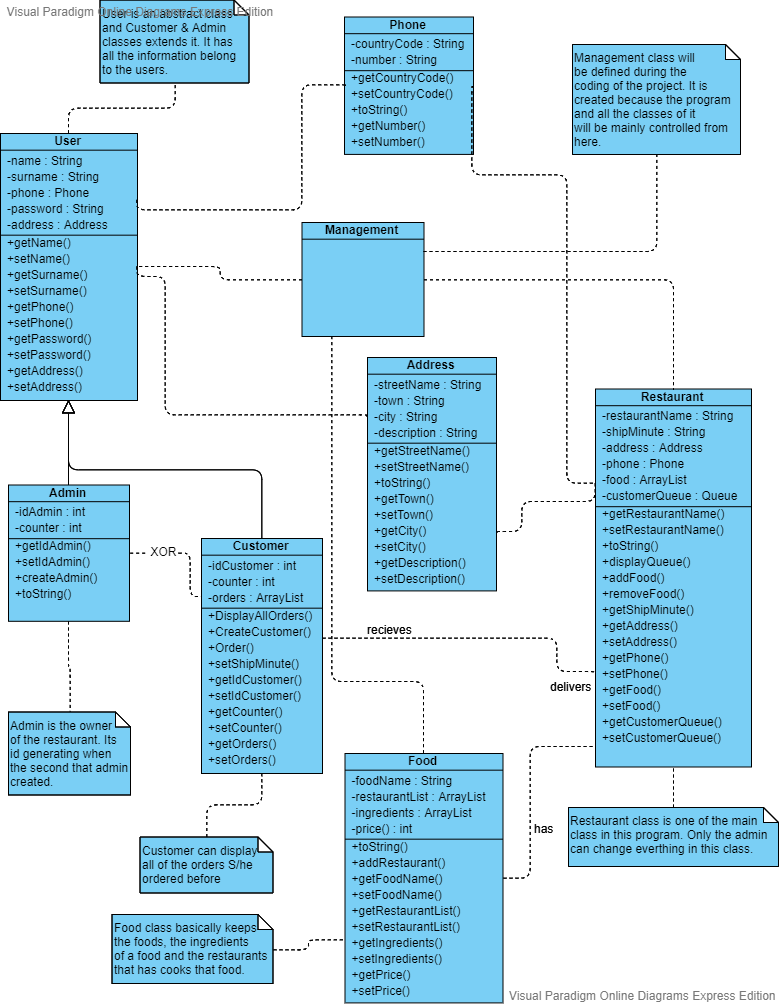 Visual Paradigm Online Diagrams Express Edition
User is an abstract class
and Customer & Admin
classes extends it. It has
all the information belong
to the users.
Phone
-countryCode : String
-number : String
+getCountryCode()
+setCountryCode()
+toString()
+getNumber()
+setNumber()
Management class will
be defined during the
coding of the project. It is
created because the program
and all the classes of it
will be mainly controlled from
here.
User
-name : String
-surname : String
-phone : Phone
-password : String
-address : Address
+getName()
+setName()
+getSurname()
+setSurname()
+getPhone()
+setPhone()
+getPassword()
+setPassword()
+getAddress()
+setAddress()
Management
Address
-streetName : String
-town : String
-city : String
-description : String
+getStreetName()
+setStreetName()
+toString()
+getTown()
+setTown()
+getCity()
+setCity()
+getDescription()
+setDescription()
Restaurant
-restaurantName : String
-shipMinute : String
-address : Address
-phone : Phone
-food : ArrayList
-customerQueue : Queue
+getRestaurantName()
+setRestaurantName()
+toString()
+displayQueue()
+addFood()
+removeFood()
+getShipMinute()
+getAddress()
+setAddress()
+getPhone()
+setPhone()
+getFood()
+setFood()
+getCustomerQueue()
+setCustomerQueue()
Admin
-idAdmin : int
-counter : int
+getIdAdmin()
+setIdAdmin()
+createAdmin()
+toString()
XOR
Customer
-idCustomer : int
-counter : int
-orders : ArrayList
+DisplayAllOrders()
+CreateCustomer()
+Order()
+setShipMinute()
+getIdCustomer()
+setIdCustomer()
+getCounter()
+setCounter()
+getOrders()
+setOrders()
recieves
delivers
Admin is the owner
of the restaurant. Its
id generating when
the second that admin
created.
Food
-foodName : String
-restaurantList : ArrayList
-ingredients : ArrayList
-price() : int
+toString()
+addRestaurant()
+getFoodName()
+setFoodName()
+getRestaurantList()
+setRestaurantList()
+getIngredients()
+setIngredients()
+getPrice()
+setPrice()
has
Restaurant class is one of the main
class in this program. Only the admin
can change everthing in this class.
Customer can display
all of the orders S/he
ordered before
Food class basically keeps
the foods, the ingredients
of a food and the restaurants
that has cooks that food.
Visual Paradigm Online Diagrams Express Edition